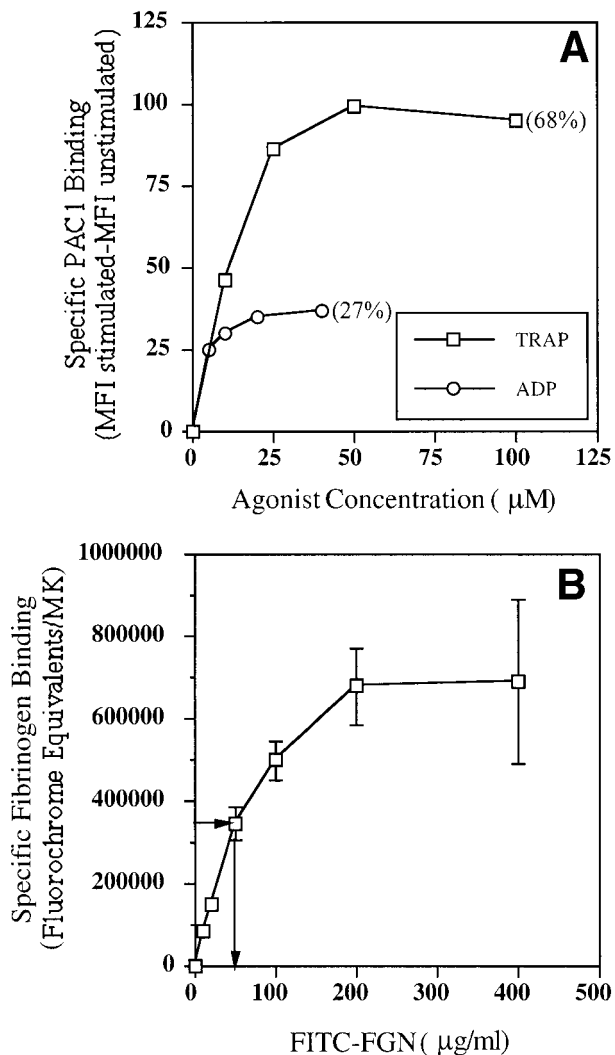 A
125
100
75
50
25
0
Specific PAC1 Binding
(MFI stimulated-MFI unstimulated)
(68%)
(27%)
TRAP
ADP
0 25 50 75 100 125
Agonist Concentration ( μM)
B
1000000
800000
600000
400000
200000
0
Specific Fibrinogen Binding
(Fluorochrome Equivalents/MK)
0 100 200 300 400 500
FITC-FGN ( μg/ml)